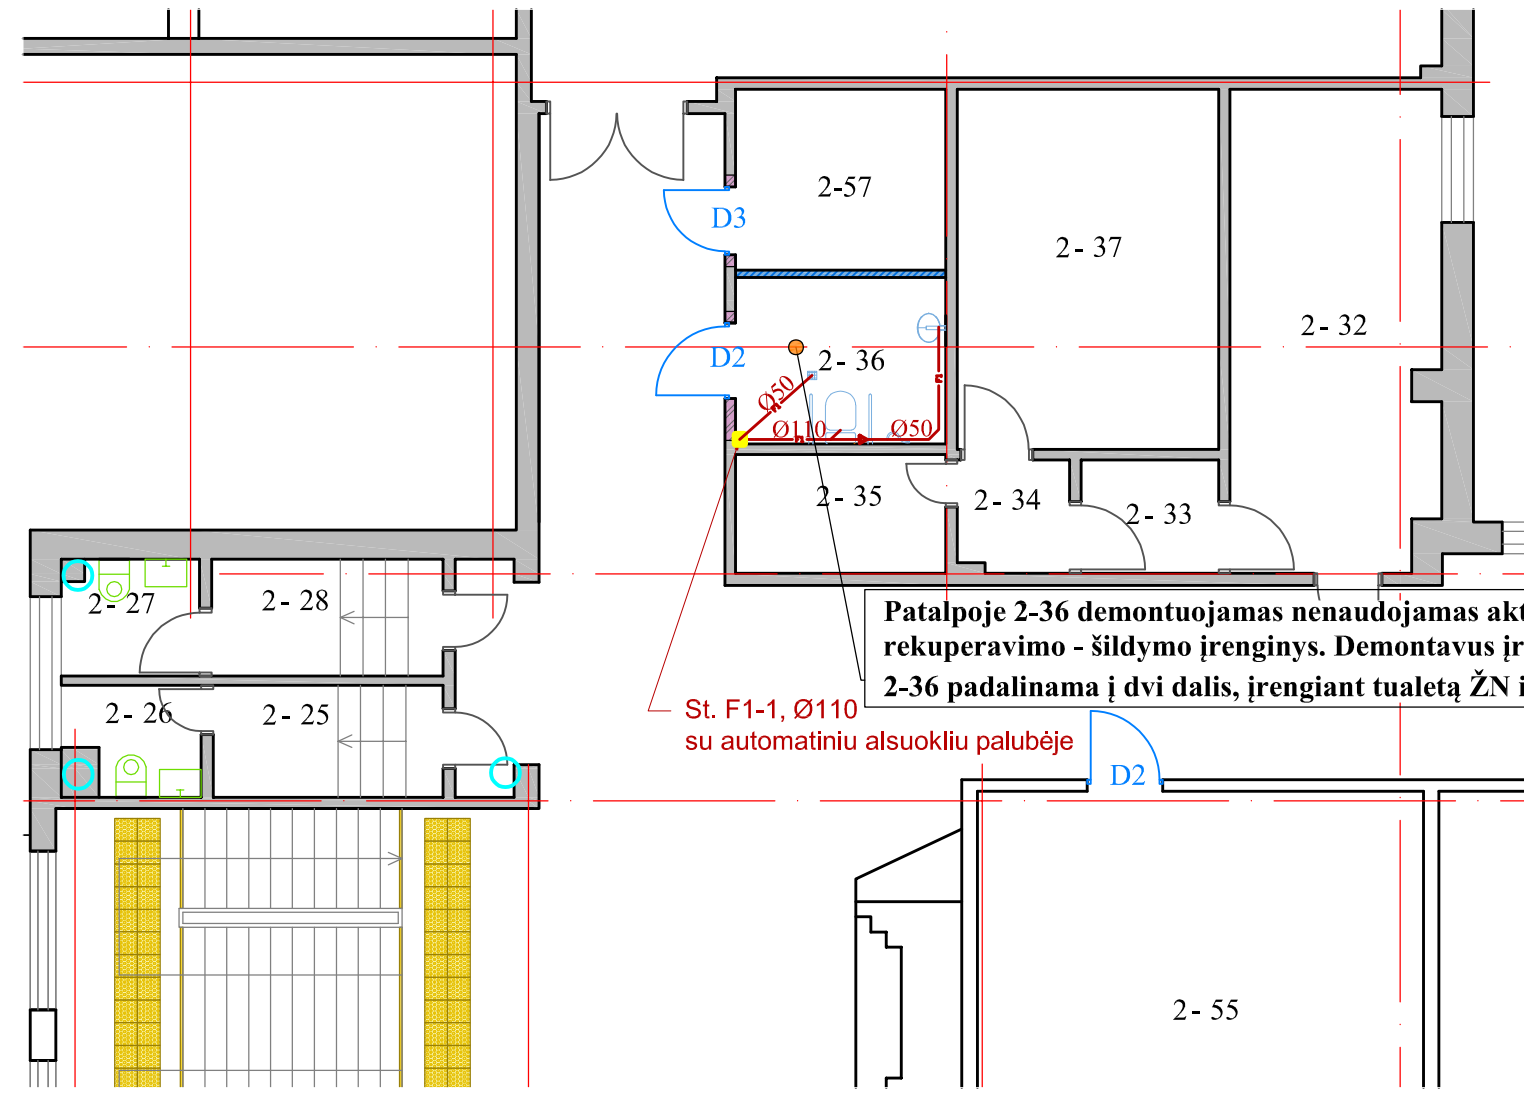 2-57
D3
2- 37
2- 32
D2
2- 36
Ø50
Ø110
Ø50
2- 35
2- 34
2- 33
2- 27
2- 28
2- 26
2- 25
Patalpoje 2-36 demontuojamas nenaudojamas akt
rekuperavimo - šildymo įrenginys. Demontavus įr
2-36 padalinama į dvi dalis, įrengiant tualetą ŽN i
St. F1-1, Ø110
su automatiniu alsuokliu palubėje
D2
2- 55